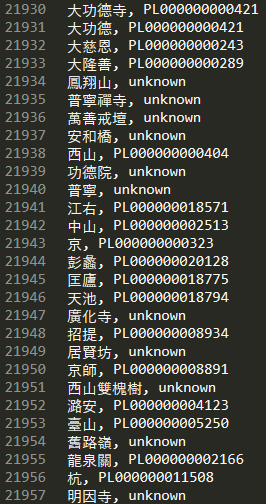 21930 大功德寺, PL000000000421
21931 大功德, PL000000000421
21932 大慈恩, PL000000000243
21933 大隆善, PL000000000289
21934 鳳翔山, unknown
21935 普寧禪寺, unknown
21936 萬善戒壇, unknown
21937 安和橋, unknown
21938 西山, PL000000000404
21939 功德院, unknown
21940 普寧, unknown
21941 江右, PL000000018571
21942 中山, PL000000002513
21943 京, PL000000000323
21944 彭蠡, PL000000020128
21945 匡廬, PL000000018775
21946 天池, PL000000018794
21947 廣化寺, unknown
21948 招提, PL000000008934
21949 居賢坊, unknown
21950 京師, PL000000008891
21951 西山雙槐樹, unknown
21952 潞安, PL000000004123
21953 臺山, PL000000005250
21954 舊路嶺, unknown
21955 龍泉關, PL000000002166
21956 杭, PL000000011508
21957 明因寺, unknown